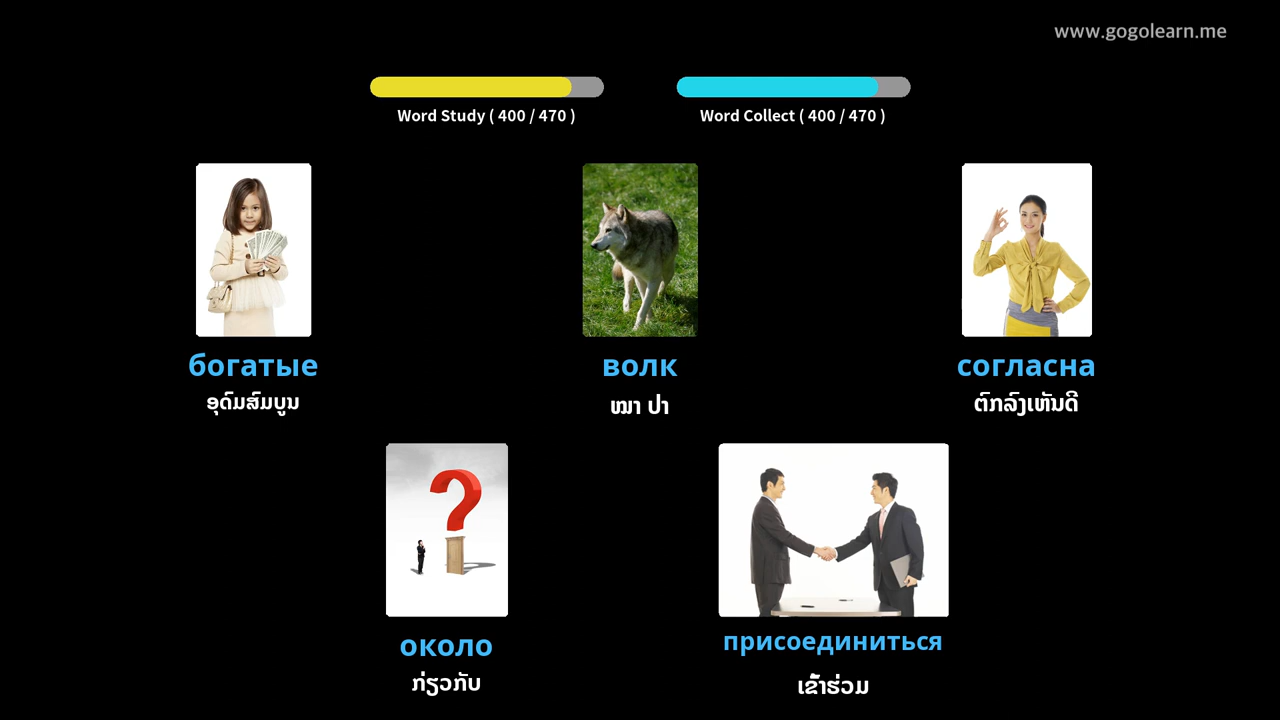 www.gogolearn.me
Word Study ( 400 / 470 )
Word Collect ( 400 / 470 )
богатые
ອຸດົມສົມບູນ
волк
ໝາ ປ່າ
согласна
ຕົກລົງເຫັນດີ
около
ກ່ຽວກັບ
присоединиться
ເຂົ້າຮ່ວມ